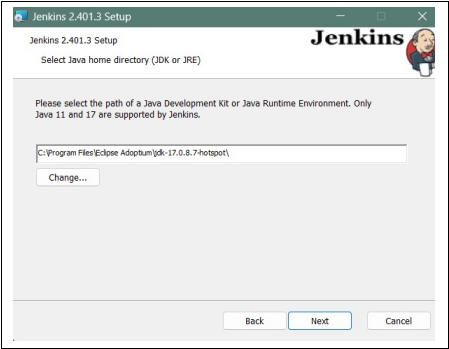 Jenkins 2.401.3 Setup
Jenkins 2.401.3 Setup
Jenkins
Select Java home directory (JDK or JRE)
Please select the path of a Java Development Kit or Java Runtime Environment. Only
Java 11 and 17 are supported by Jenkins.
C:\Program Files\Eclipse Adoptium\jdk-17.0.8.7-hotspot\
Change...
Back
Next
Cancel